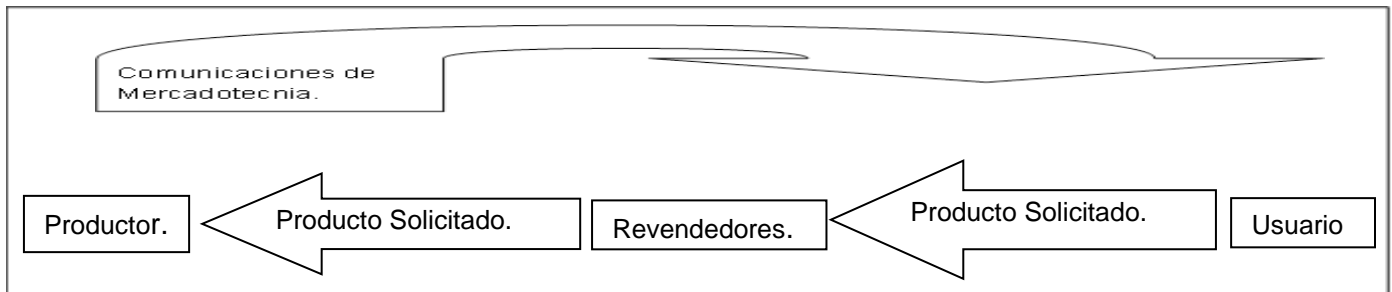 Comunicaciones de
Mercadotecnia.
Productor.
Producto Solicitado.
Revendedores.
Producto Solicitado.
Usuario